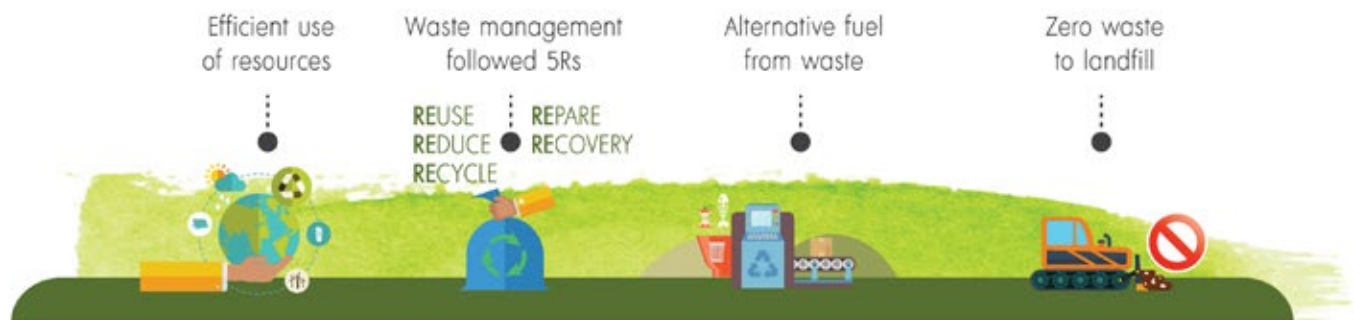 Efficient use
of resources
Waste management
followed 5Rs
REUSE
REDUCE
RECYCLE
REPARE
RECOVERY
Alternative fuel
from waste
Zero waste
to landfill